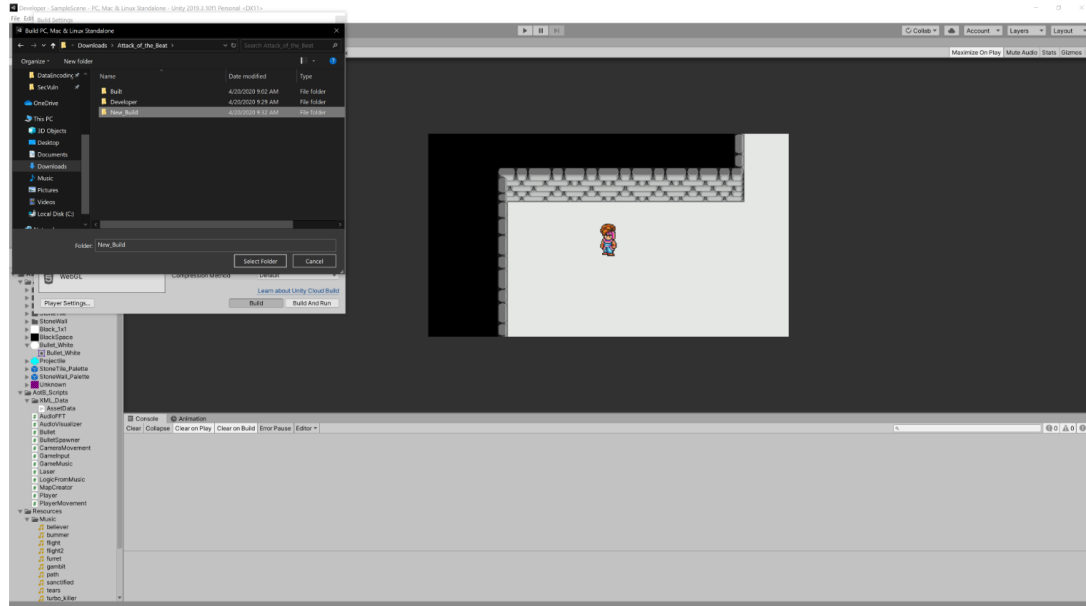 Developer - SampleScene - PC, Mac & Linux Standalone - Unity 2019.3.10f1 Personal <DX11>
File Edit Build Settings
Build PC, Mac & Linux Standalone
Downloads > Attack_of_the_Beat
Search Attack_of_the_Beat
Organize New folder
Name Date modified Type
DataEncoding
SecVuln
OneDrive
This PC
3D Objects
Desktop
Documents
Downloads
Music
Pictures
Videos
Local Disk (C:)
Built 4/20/2020 9:02 AM File folder
Developer 4/20/2020 9:29 AM File folder
New_Build 4/20/2020 9:32 AM File folder
Folder: New_Build
Select Folder Cancel
WebGL
Compression Method Default
Learn about Unity Cloud Build
Player Settings... Build Build And Run
Collab Account Layers Layout
Maximize On Play Mute Audio Stats Gizmos
StoneWall
Black_1x1
BlackSpace
Bullet_White
Bullet_White
Projectile
StoneTile_Palette
StoneWall_Palette
Unknown
AotB_Scripts
XML_Data
AssetData
AudioFFT
AudioVisualizer
Bullet
BulletSpawner
CameraMovement
GameInput
GameMusic
Laser
LogicFromMusic
MapCreator
Player
PlayerMovement
Resources
Music
believer
bummer
flight
flight2
furret
gambit
path
sanctified
tears
turbo_killer
Console Animation
Clear Collapse Clear on Play Clear on Build Error Pause Editor
0 0